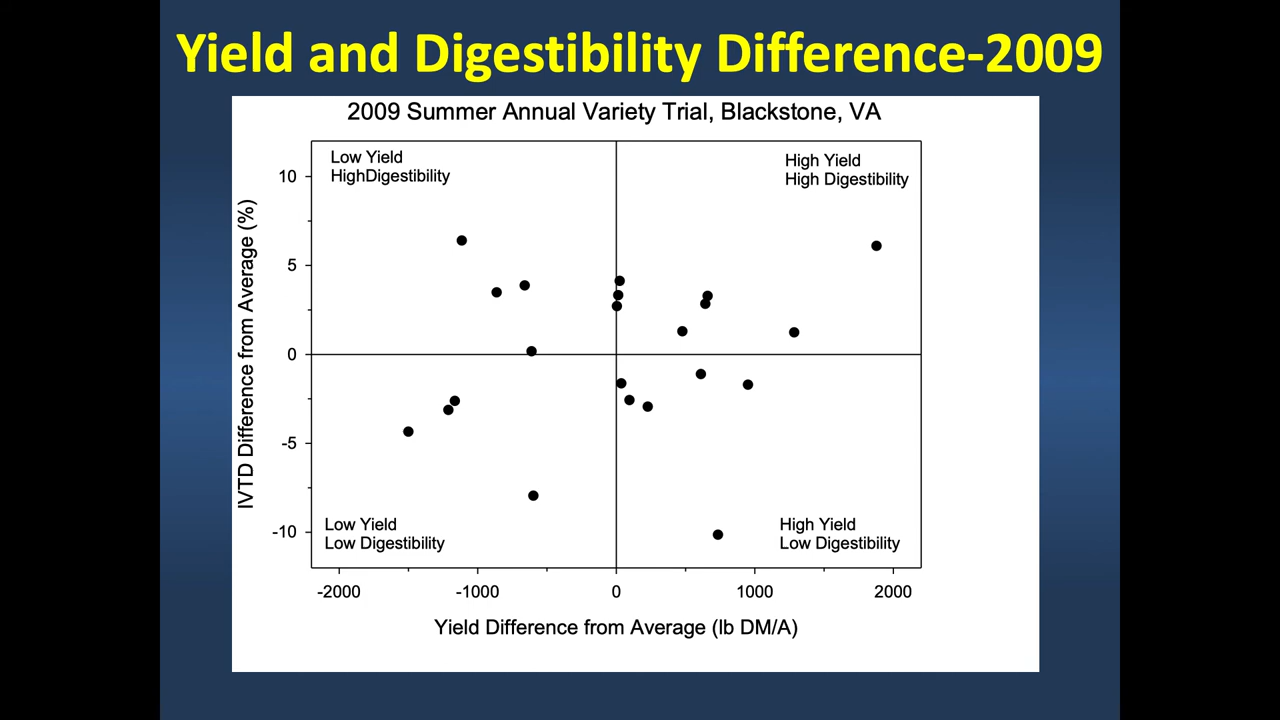 Yield and Digestibility Difference-2009
2009 Summer Annual Variety Trial, Blackstone, VA
Low Yield
HighDigestibility
High Yield
High Digestibility
IVTD Difference from Average (%)
10
5
0
-5
-10
Low Yield
Low Digestibility
High Yield
Low Digestibility
-2000
-1000
0
1000
2000
Yield Difference from Average (lb DM/A)